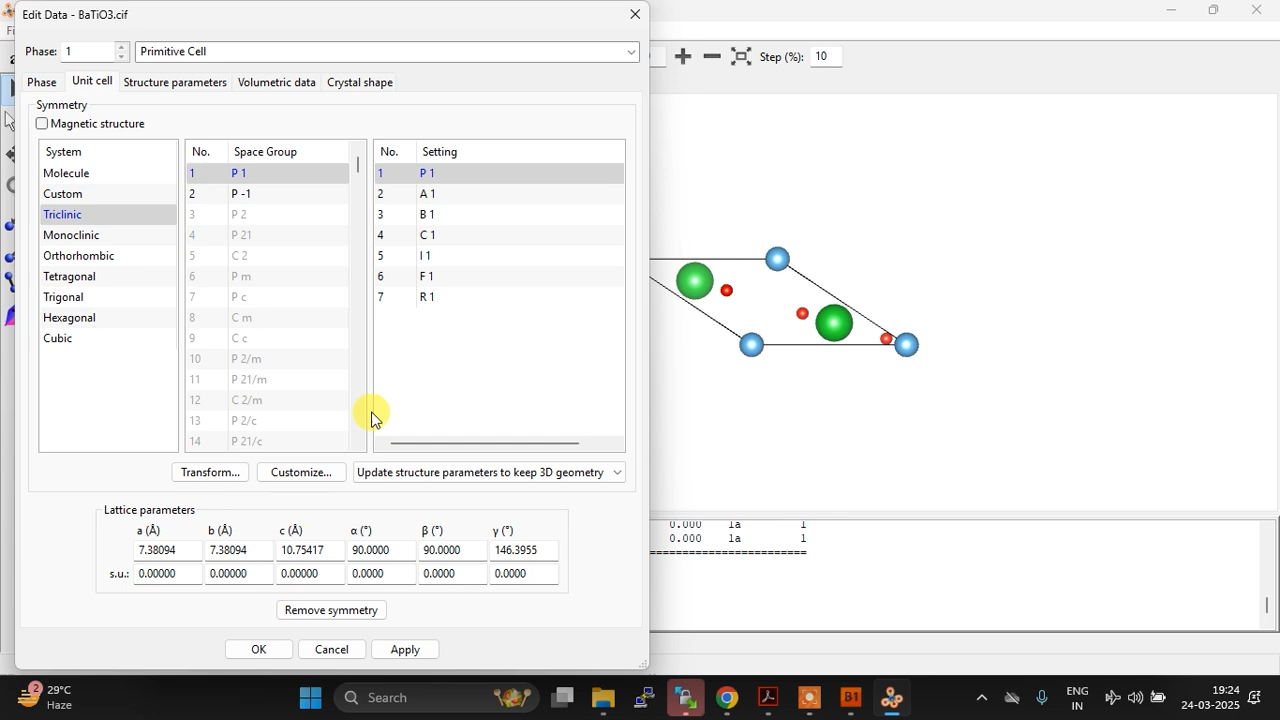 Edit Data - BaTiO3.cif
Phase: 1 Primitive Cell
Step (%): 10
Phase Unit cell Structure parameters Volumetric data Crystal shape
Symmetry
Magnetic structure
System No. Space Group No. Setting
Molecule 1 P 1 1 P 1
Custom 2 P -1 2 A 1
Triclinic 3 P 2 3 B 1
Monoclinic 4 P 21 4 C 1
Orthorhombic 5 C 2 5 I 1
Tetragonal 6 P m 6 F 1
Trigonal 7 P c 7 R 1
Hexagonal 8 C m
Cubic 9 C c
10 P 2/m
11 P 21/m
12 C 2/m
13 P 2/c
14 P 21/c
Transform... Customize... Update structure parameters to keep 3D geometry
Lattice parameters
a (Å) b (Å) c (Å) α (°) β (°) γ (°)
7.38094 7.38094 10.75417 90.0000 90.0000 146.3955
s.u.: 0.00000 0.00000 0.00000 0.0000 0.0000 0.0000
Remove symmetry
OK Cancel Apply
0.000 1a 1
0.000 1a 1
==================
2 29°C
Haze
Search
B1
ENG
IN
19:24
24-03-2025